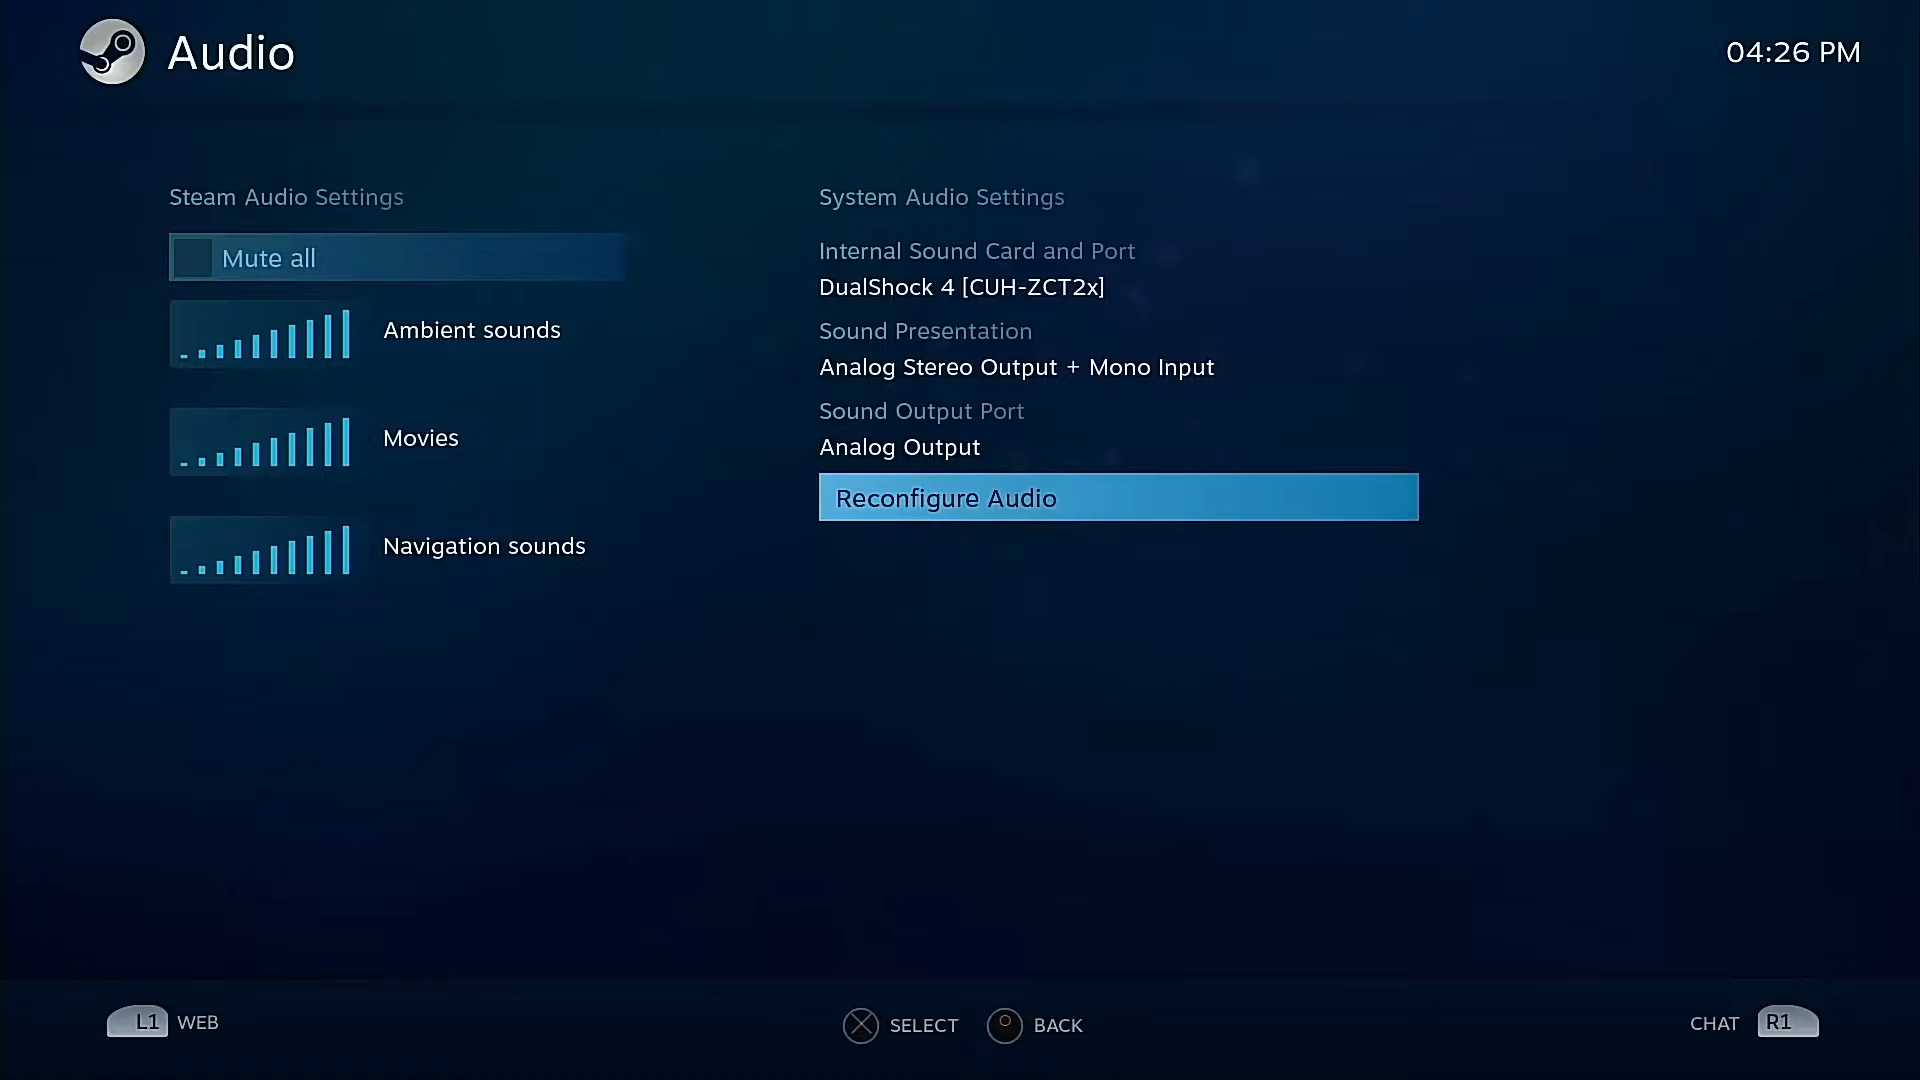 Audio
04:26 PM
Steam Audio Settings
Mute all
Ambient sounds
Movies
Navigation sounds
System Audio Settings
Internal Sound Card and Port
DualShock 4 [CUH-ZCT2x]
Sound Presentation
Analog Stereo Output + Mono Input
Sound Output Port
Analog Output
Reconfigure Audio
L1 WEB
SELECT
BACK
CHAT R1